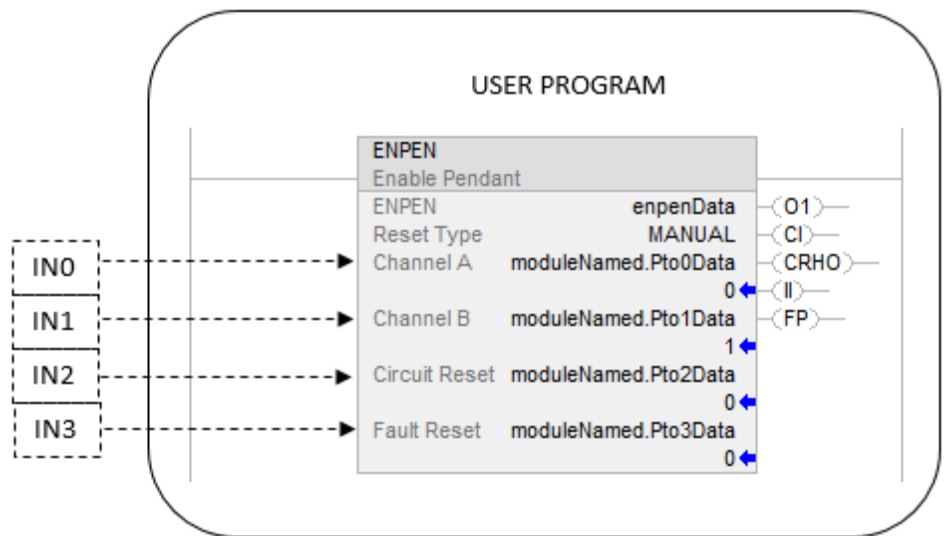 USER PROGRAM
ENPEN
Enable Pendant
ENPEN enpenData (O1)
Reset Type MANUAL (CI)
IN0 Channel A moduleNamed.Pto0Data (CRHO)
0 (II)
IN1 Channel B moduleNamed.Pto1Data (FP)
1
IN2 Circuit Reset moduleNamed.Pto2Data
0
IN3 Fault Reset moduleNamed.Pto3Data
0